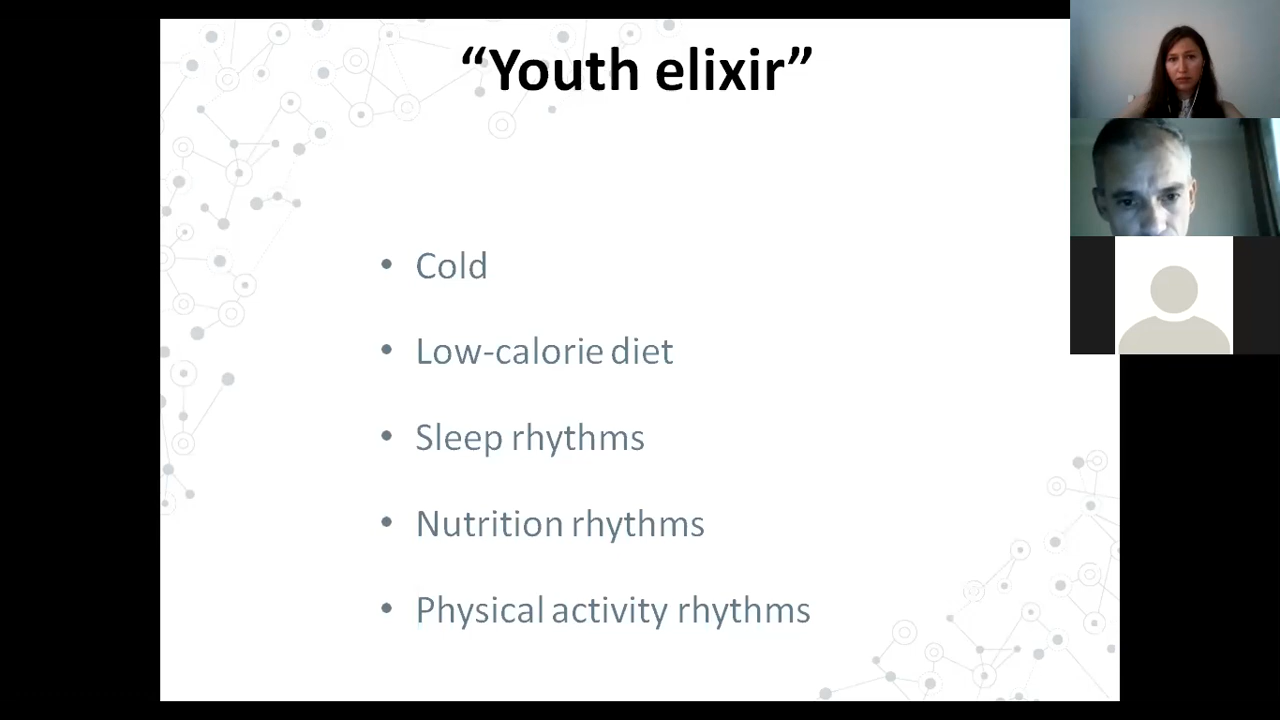 “Youth elixir”
• Cold
• Low-calorie diet
• Sleep rhythms
• Nutrition rhythms
• Physical activity rhythms